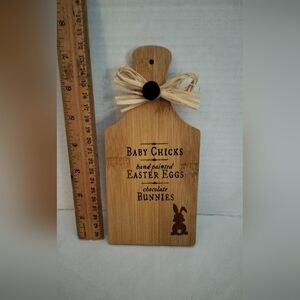 BABY CHICKS
hand painted
EASTER EGGS
chocolate
BUNNIES